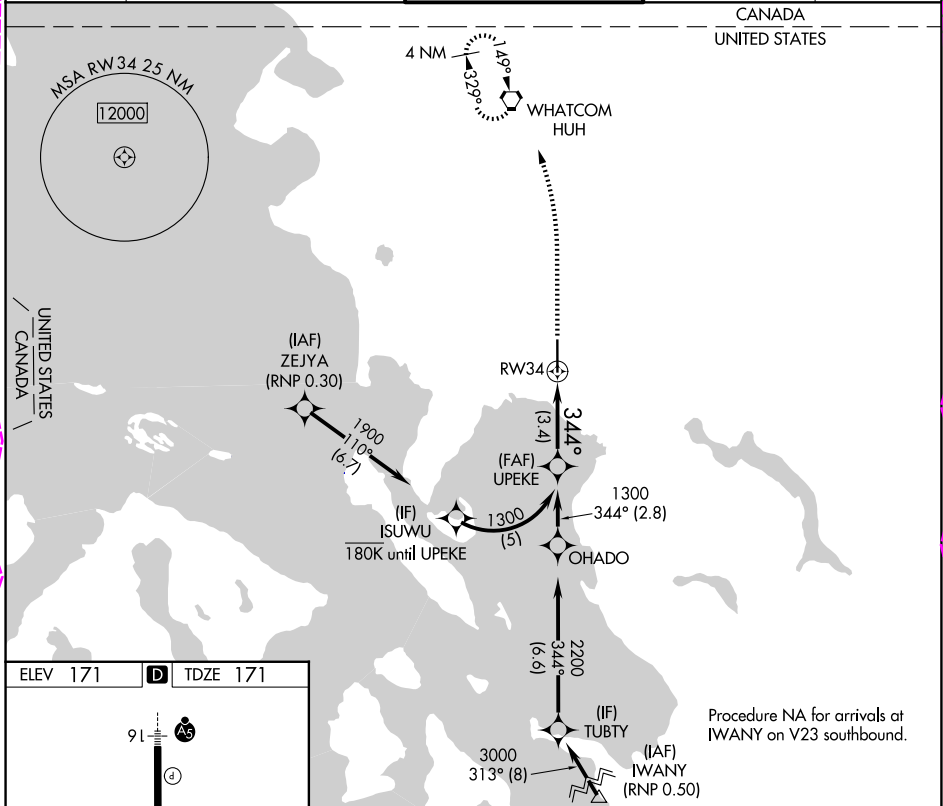 CANADA
UNITED STATES
MSA RW34 25 NM
12000
4 NM
149°
329°
WHATCOM
HUH
UNITED STATES
CANADA
(IAF)
ZEJYA
(RNP 0.30)
RW34
1900
110°
(6.7)
344°
(3.4)
(FAF)
UPEKE
(IF)
ISUWU
180K until UPEKE
1300
(5)
1300
344° (2.8)
OHADO
2200
344°
(6.6)
(IF)
TUBTY
3000
313° (8)
(IAF)
IWANY
(RNP 0.50)
Procedure NA for arrivals at
IWANY on V23 southbound.
ELEV 171 D TDZE 171
16
A5
P